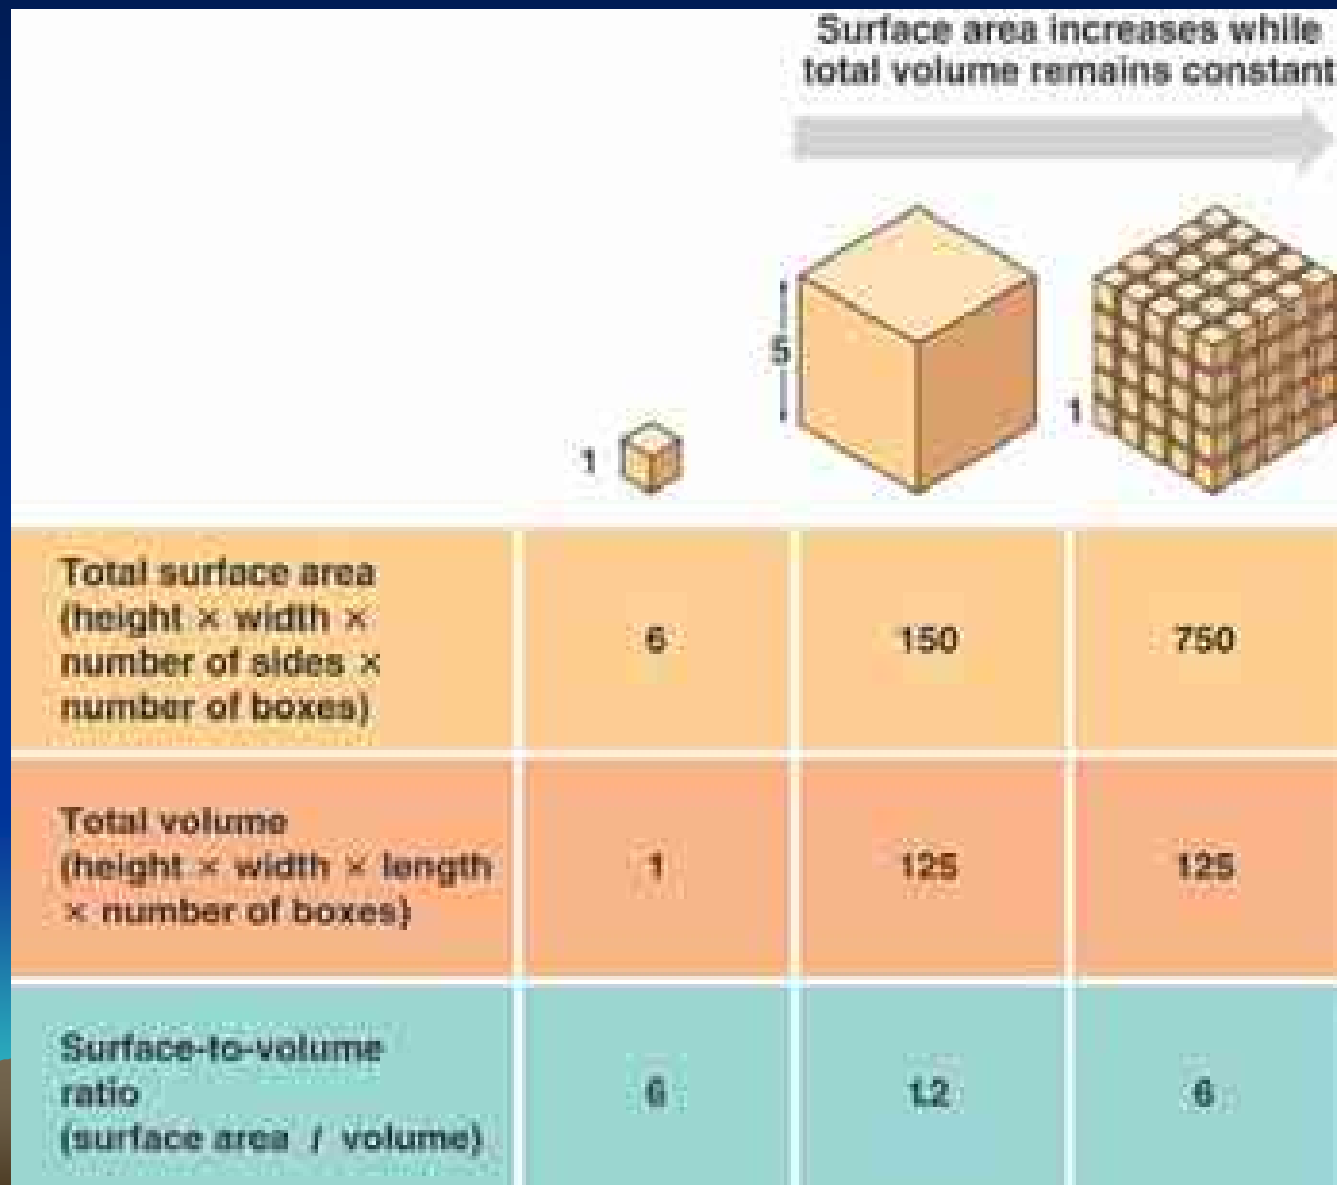 Surface area increases while
total volume remains constant
5
1
1
Total surface area
(height × width ×
number of sides ×
number of boxes)
6
150
750
Total volume
(height × width × length
× number of boxes)
1
125
125
Surface-to-volume
ratio
(surface area / volume)
6
1.2
6